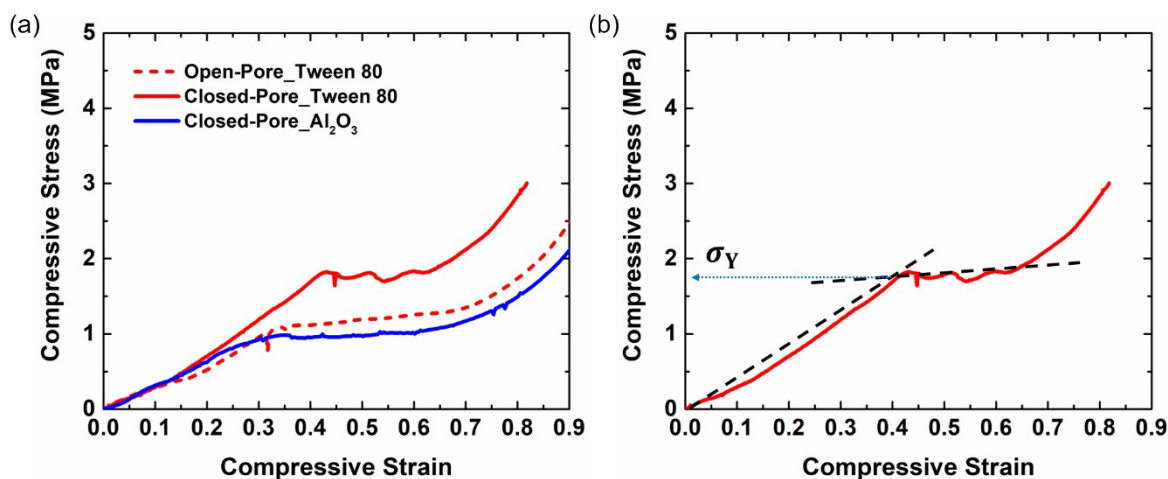 (a)
5
4
3
2
1
0
Compressive Stress (MPa)
Open-Pore_Tween 80
Closed-Pore_Tween 80
Closed-Pore_Al₂O₃
0.0 0.1 0.2 0.3 0.4 0.5 0.6 0.7 0.8 0.9
Compressive Strain
(b)
5
4
3
2
1
0
Compressive Stress (MPa)
σY
0.0 0.1 0.2 0.3 0.4 0.5 0.6 0.7 0.8 0.9
Compressive Strain